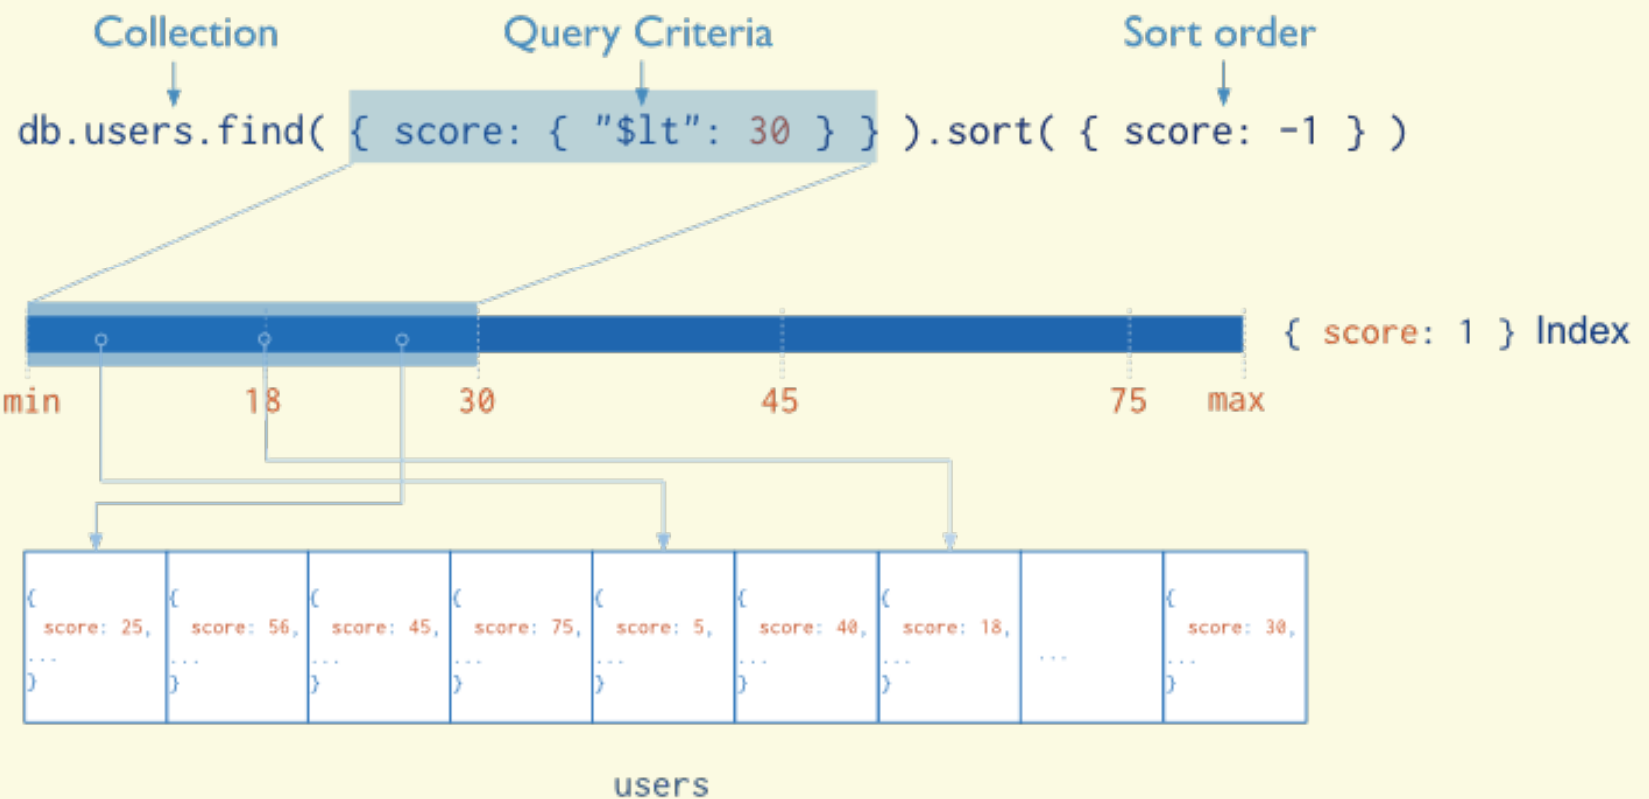 Collection Query Criteria Sort order
db.users.find( { score: { "$lt": 30 } } ).sort( { score: -1 } )
{ score: 1 } Index
min 18 30 45 75 max
{ { { { { { { {
score: 25, score: 56, score: 45, score: 75, score: 5, score: 40, score: 18, score: 30,
... ... ... ... ... ... ... ... ...
} } } } } } } }
users